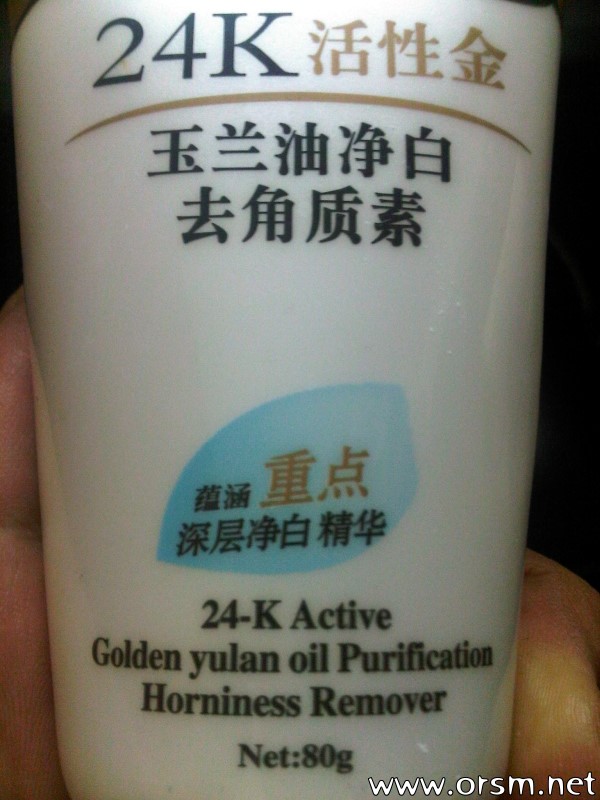 24K 活性金
玉兰油净白
去角质素
蕴涵 重点
深层净白 精华
24-K Active
Golden yulan oil Purification
Horniness Remover
Net:80g
www.orsm.net